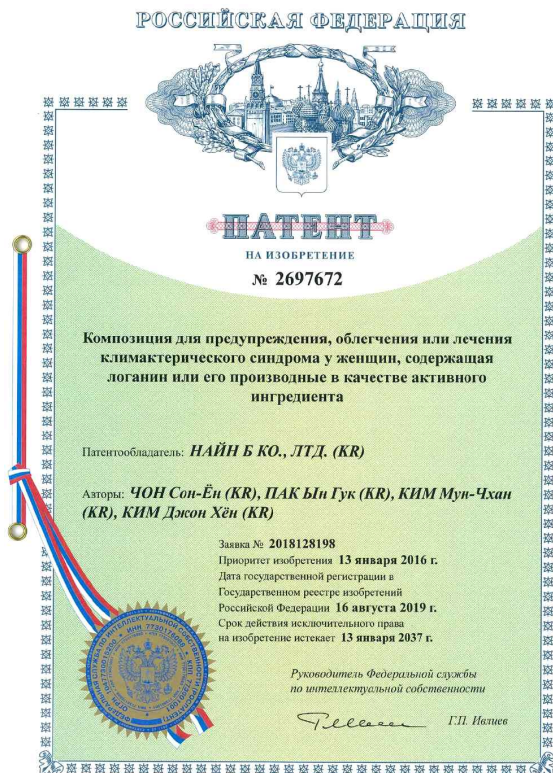 РОССИЙСКАЯ ФЕДЕРАЦИЯ
ПАТЕНТ
НА ИЗОБРЕТЕНИЕ
№ 2697672
Композиция для предупреждения, облегчения или лечения
климактерического синдрома у женщин, содержащая
логанин или его производные в качестве активного
ингредиента
Патентообладатель: НАЙН Б КО., ЛТД. (KR)
Авторы: ЧОН Сон-Ён (KR), ПАК Ын Гук (KR), КИМ Мун-Чхан
(KR), КИМ Джон Хён (KR)
Заявка № 2018128198
Приоритет изобретения 13 января 2016 г.
Дата государственной регистрации в
Государственном реестре изобретений
Российской Федерации 16 августа 2019 г.
Срок действия исключительного права
на изобретение истекает 13 января 2037 г.
Руководитель Федеральной службы
по интеллектуальной собственности
Г.П. Ивлиев